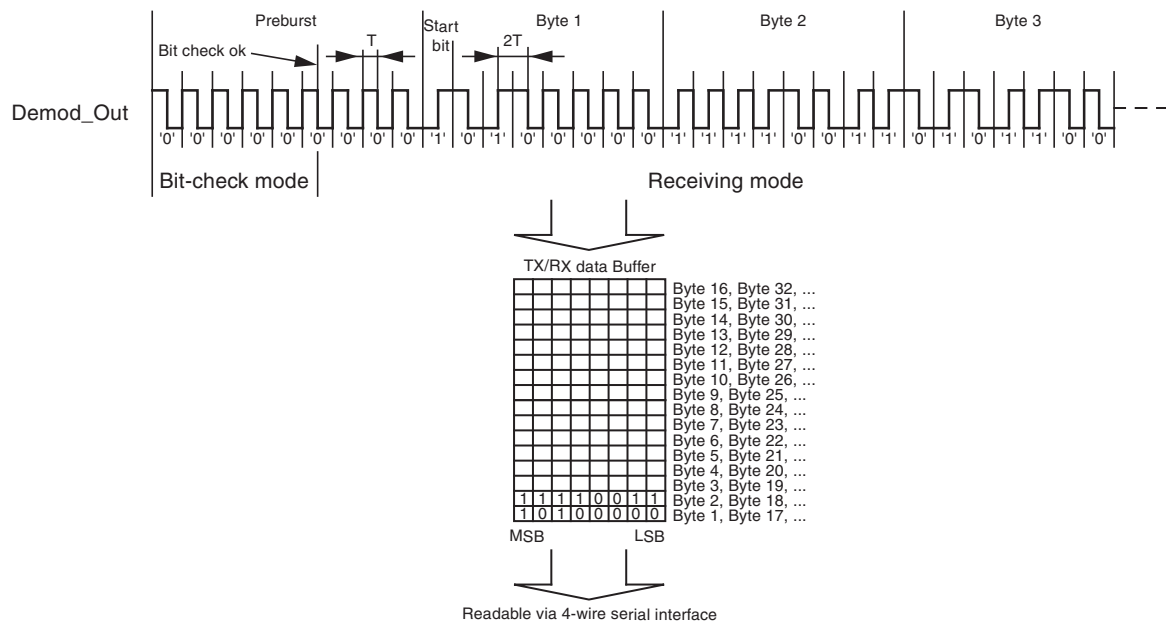 Preburst
Start bit
Byte 1
Byte 2
Byte 3
Bit check ok
T
2T
Demod_Out
'0' '0' '0' '0' '0' '0' '0' '0' '0' '1' '0' '1' '0' '0' '0' '0' '0' '1' '1' '1' '1' '0' '0' '1' '1' '0' '1' '0' '1' '1' '0' '0'
Bit-check mode
Receiving mode
TX/RX data Buffer
Byte 16, Byte 32, ...
Byte 15, Byte 31, ...
Byte 14, Byte 30, ...
Byte 13, Byte 29, ...
Byte 12, Byte 28, ...
Byte 11, Byte 27, ...
Byte 10, Byte 26, ...
Byte 9, Byte 25, ...
Byte 8, Byte 24, ...
Byte 7, Byte 23, ...
Byte 6, Byte 22, ...
Byte 5, Byte 21, ...
Byte 4, Byte 20, ...
Byte 3, Byte 19, ...
1 1 1 1 0 0 1 1 Byte 2, Byte 18, ...
1 0 1 0 0 0 0 0 Byte 1, Byte 17, ...
MSB LSB
Readable via 4-wire serial interface